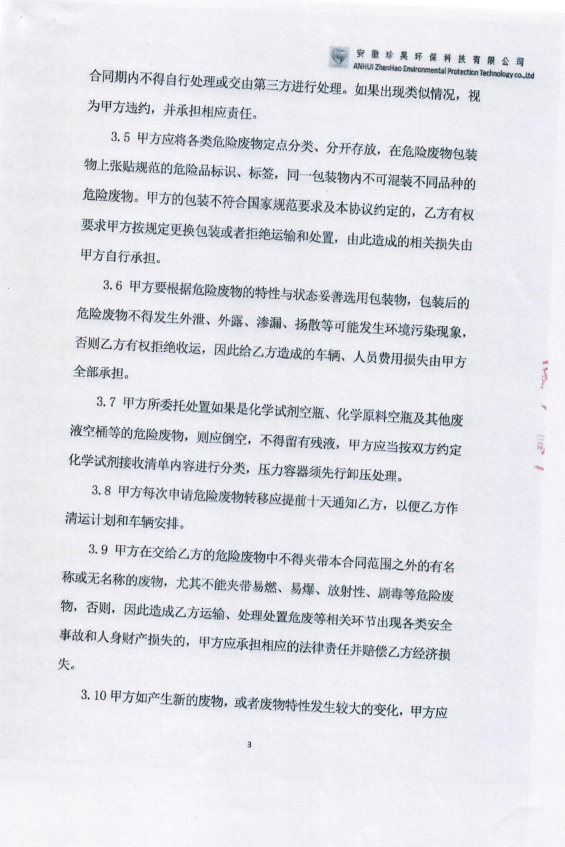 安徽珍昊环保科技有限公司
ANHUI ZhenHao Environmental Protection Technology co.,ltd
合同期内不得自行处理或交由第三方进行处理。如果出现类似情况，视
为甲方违约，并承担相应责任。
3.5 甲方应将各类危险废物定点分类、分开存放，在危险废物包装
物上张贴规范的危险品标识、标签，同一包装物内不可混装不同品种的
危险废物。甲方的包装不符合国家规范要求及本协议约定的，乙方有权
要求甲方按规定更换包装或者拒绝运输和处置，由此造成的相关损失由
甲方自行承担。
3.6 甲方要根据危险废物的特性与状态妥善选用包装物，包装后的
危险废物不得发生外泄、外露、渗漏、扬散等可能发生环境污染现象，
否则乙方有权拒绝收运，因此给乙方造成的车辆、人员费用损失由甲方
全部承担。
3.7 甲方所委托处置如果是化学试剂空瓶、化学原料空瓶及其他废
液空桶等的危险废物，则应倒空，不得留有残液，甲方应当按双方约定
化学试剂接收清单内容进行分类，压力容器须先行卸压处理。
3.8 甲方每次申请危险废物转移应提前十天通知乙方，以便乙方作
清运计划和车辆安排。
3.9 甲方在交给乙方的危险废物中不得夹带本合同范围之外的有名
称或无名称的废物，尤其不能夹带易燃、易爆、放射性、剧毒等危险废
物，否则，因此造成乙方运输、处理处置危废等相关环节出现各类安全
事故和人身财产损失的，甲方应承担相应的法律责任并赔偿乙方经济损
失。
3.10 甲方如产生新的废物，或者废物特性发生较大的变化，甲方应
3